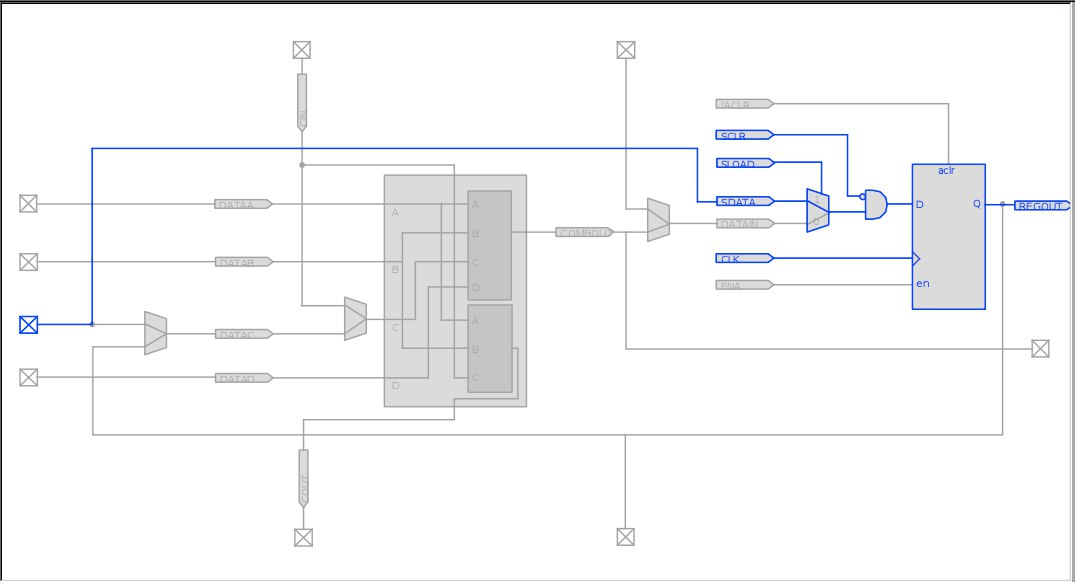 CIN
!ACLR
SCLR
aclr
SLOAD
DATAA
A
A
SDATA
1
D
Q
REGOUT
B
COMBOUT
DATAIN
0
DATAB
B
C
CLK
D
ENA
en
DATAC
C
A
B
DATAD
D
C
COUT